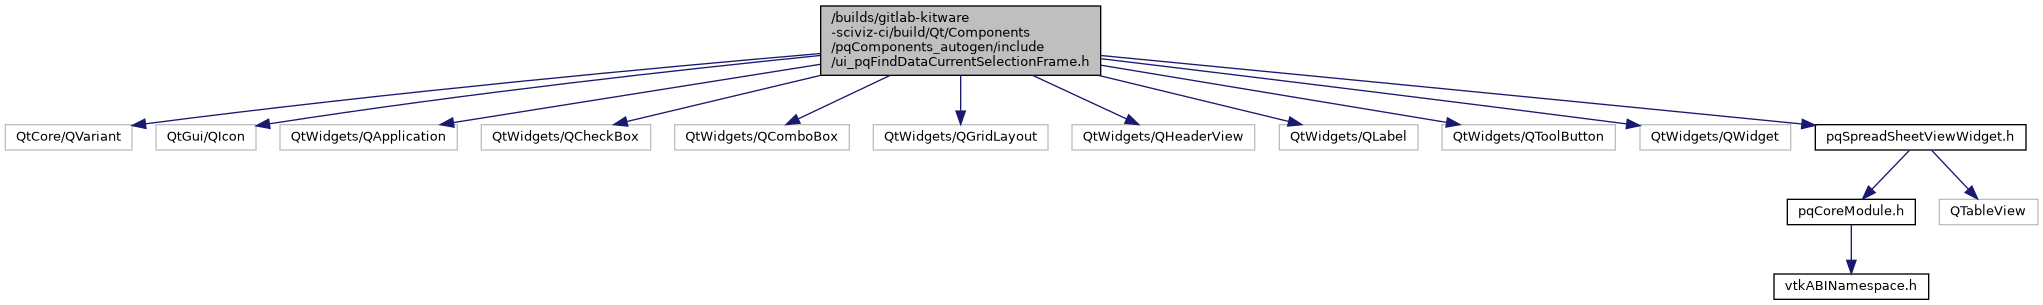 /builds/gitlab-kitware
-sciviz-ci/build/Qt/Components
/pqComponents_autogen/include
/ui_pqFindDataCurrentSelectionFrame.h
QtCore/QVariant
QtGui/QIcon
QtWidgets/QApplication
QtWidgets/QCheckBox
QtWidgets/QComboBox
QtWidgets/QGridLayout
QtWidgets/QHeaderView
QtWidgets/QLabel
QtWidgets/QToolButton
QtWidgets/QWidget
pqSpreadSheetViewWidget.h
pqCoreModule.h
QTableView
vtkABINamespace.h